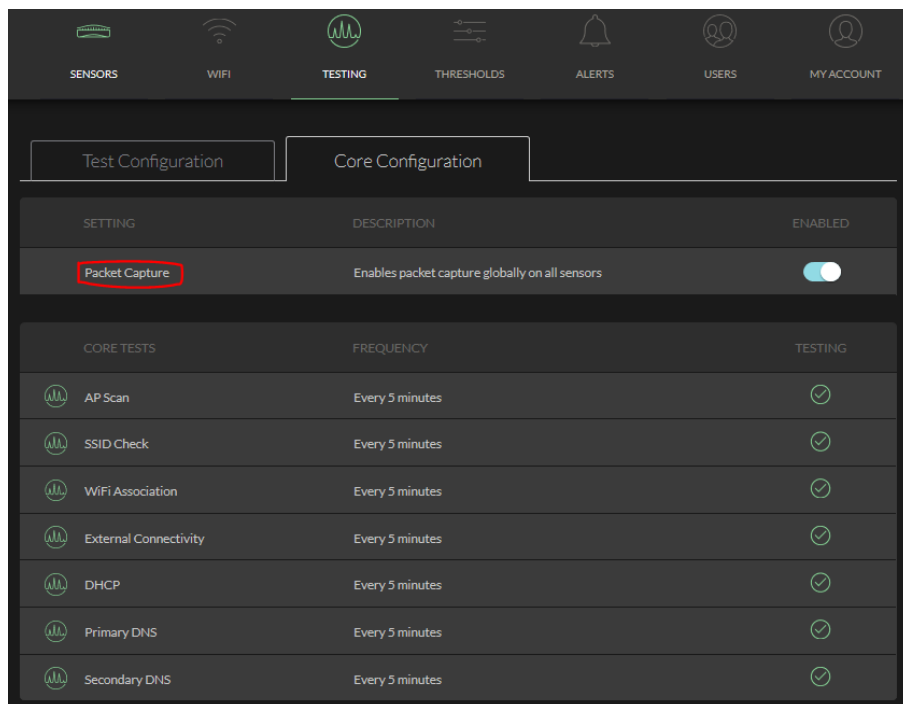 SENSORS WIFI TESTING THRESHOLDS ALERTS USERS MY ACCOUNT
Test Configuration Core Configuration
SETTING DESCRIPTION ENABLED
Packet Capture Enables packet capture globally on all sensors
CORE TESTS FREQUENCY TESTING
AP Scan Every 5 minutes
SSID Check Every 5 minutes
WiFi Association Every 5 minutes
External Connectivity Every 5 minutes
DHCP Every 5 minutes
Primary DNS Every 5 minutes
Secondary DNS Every 5 minutes